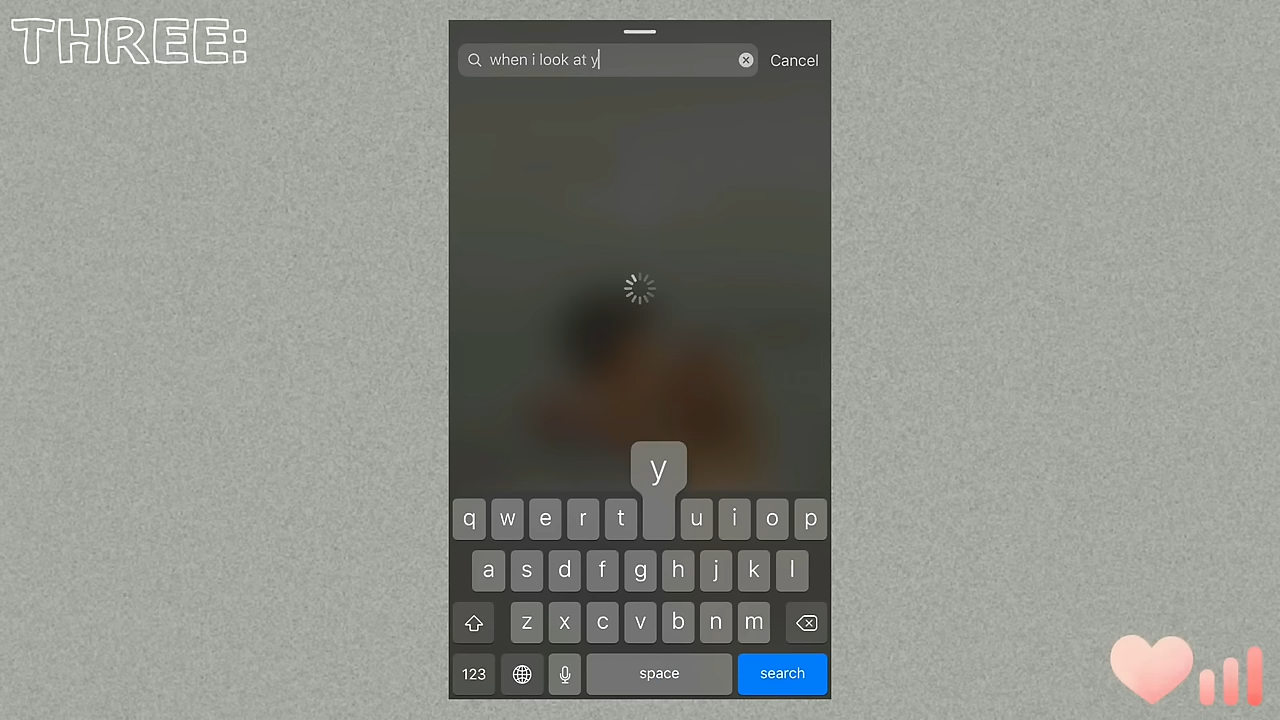 THREE:
when i look at y
Cancel
y
q w e r t u i o p
a s d f g h j k l
z x c v b n m
123 space search